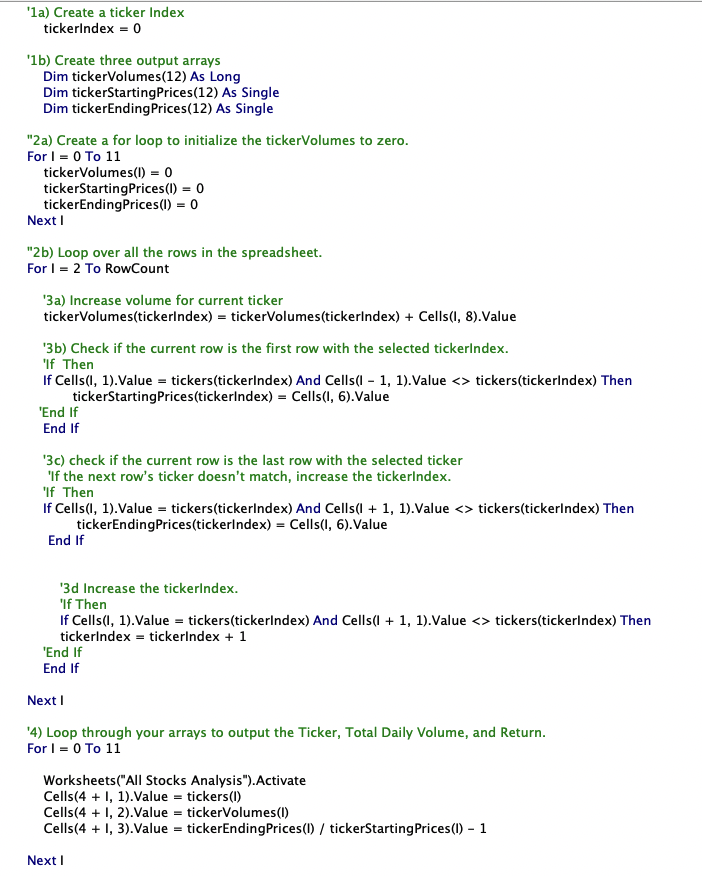 '1a) Create a ticker Index
tickerIndex = 0
'1b) Create three output arrays
Dim tickerVolumes(12) As Long
Dim tickerStartingPrices(12) As Single
Dim tickerEndingPrices(12) As Single
"2a) Create a for loop to initialize the tickerVolumes to zero.
For I = 0 To 11
tickerVolumes(I) = 0
tickerStartingPrices(I) = 0
tickerEndingPrices(I) = 0
Next I
"2b) Loop over all the rows in the spreadsheet.
For I = 2 To RowCount
'3a) Increase volume for current ticker
tickerVolumes(tickerIndex) = tickerVolumes(tickerIndex) + Cells(I, 8).Value
'3b) Check if the current row is the first row with the selected tickerIndex.
'If  Then
If Cells(I, 1).Value = tickers(tickerIndex) And Cells(I - 1, 1).Value <> tickers(tickerIndex) Then
tickerStartingPrices(tickerIndex) = Cells(I, 6).Value
'End If
End If
'3c) check if the current row is the last row with the selected ticker
'If the next row's ticker doesn't match, increase the tickerIndex.
'If  Then
If Cells(I, 1).Value = tickers(tickerIndex) And Cells(I + 1, 1).Value <> tickers(tickerIndex) Then
tickerEndingPrices(tickerIndex) = Cells(I, 6).Value
End If
'3d Increase the tickerIndex.
'If Then
If Cells(I, 1).Value = tickers(tickerIndex) And Cells(I + 1, 1).Value <> tickers(tickerIndex) Then
tickerIndex = tickerIndex + 1
'End If
End If
Next I
'4) Loop through your arrays to output the Ticker, Total Daily Volume, and Return.
For I = 0 To 11
Worksheets("All Stocks Analysis").Activate
Cells(4 + I, 1).Value = tickers(I)
Cells(4 + I, 2).Value = tickerVolumes(I)
Cells(4 + I, 3).Value = tickerEndingPrices(I) / tickerStartingPrices(I) - 1
Next I